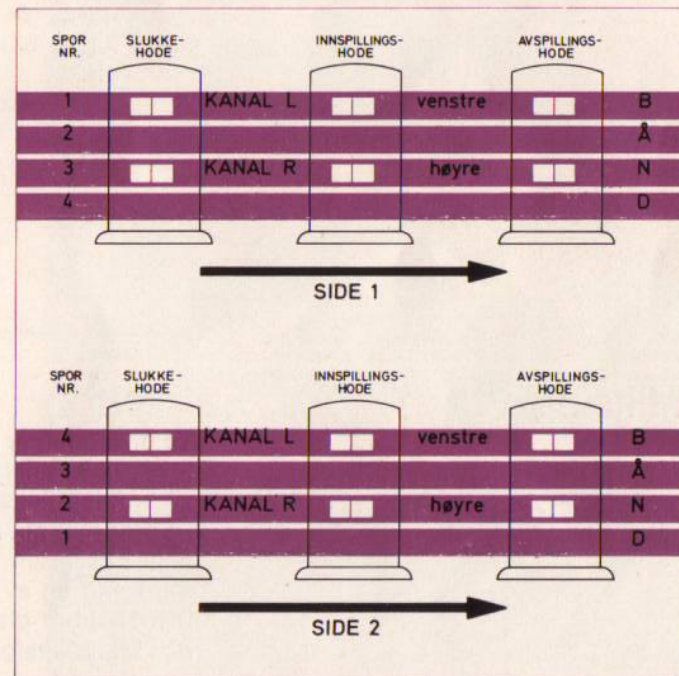 SPOR NR.
SLUKKE-HODE
INNSPILLINGS-HODE
AVSPILLINGS-HODE
1 KANAL L venstre B
2 Å
3 KANAL R høyre N
4 D
SIDE 1
SPOR NR.
SLUKKE-HODE
INNSPILLINGS-HODE
AVSPILLINGS-HODE
4 KANAL L venstre B
3 Å
2 KANAL R høyre N
1 D
SIDE 2